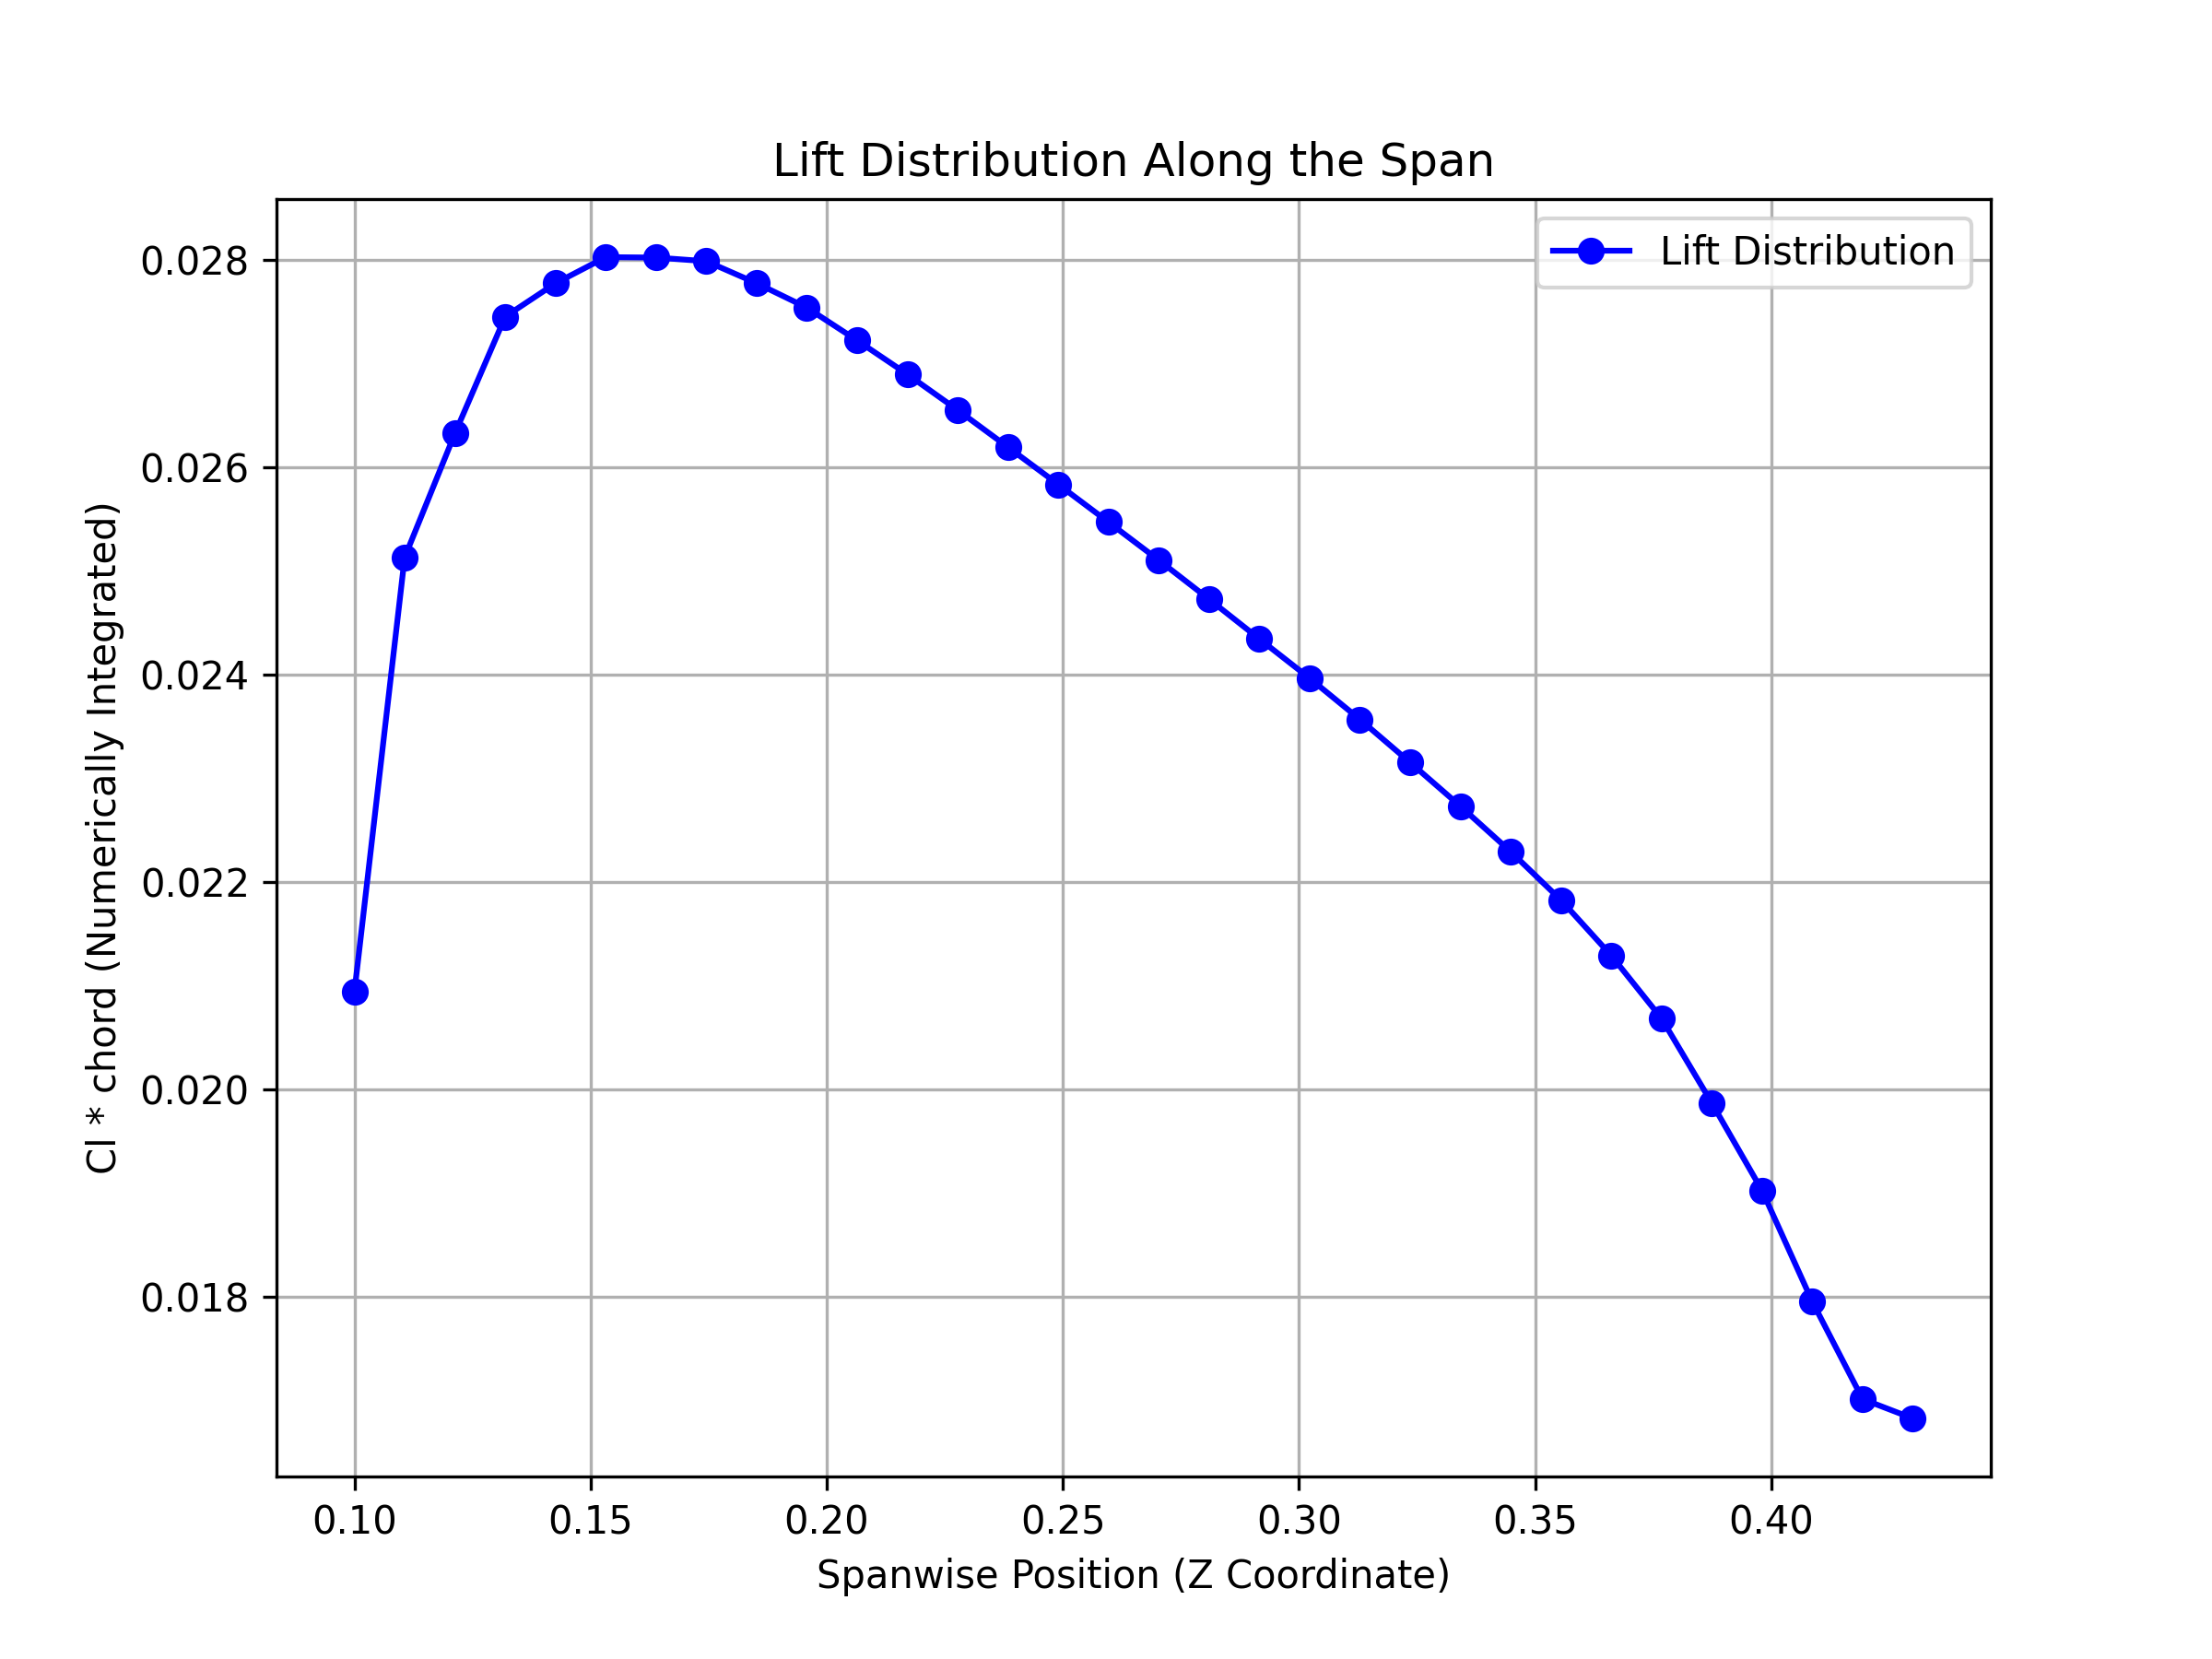 Lift Distribution Along the Span
Lift Distribution
0.028
0.026
0.024
0.022
0.020
0.018
Cl * chord (Numerically Integrated)
0.10 0.15 0.20 0.25 0.30 0.35 0.40
Spanwise Position (Z Coordinate)